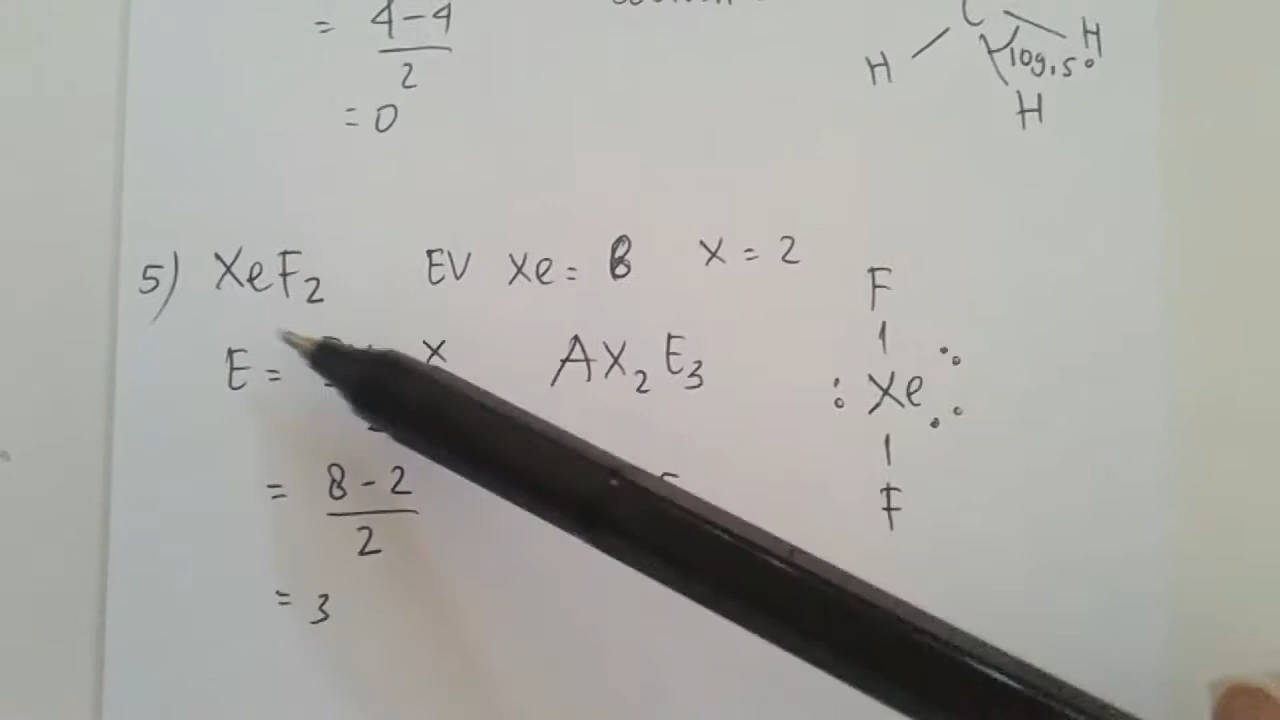 = 4-4
2
= 0
C
H H
109,5°
H
5) XeF₂ EV Xe = 8 X = 2
E = X AX₂E₃
= 8-2
2
= 3
F
Xe
F